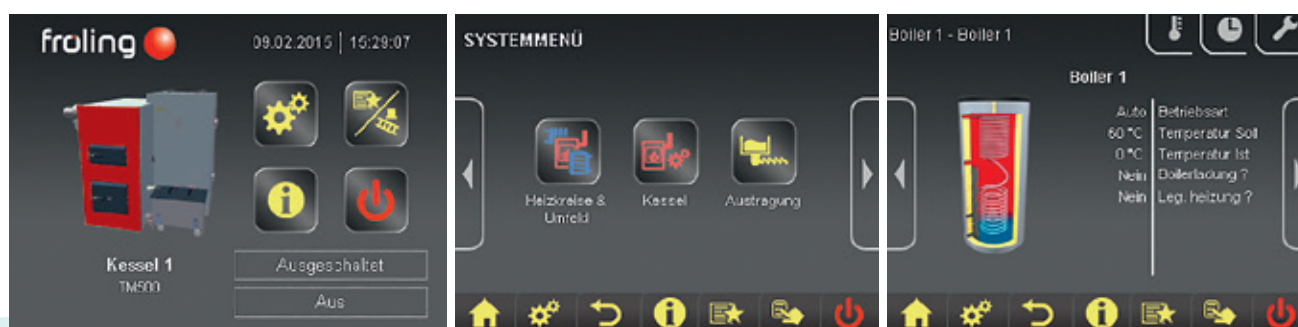 froling
09.02.2015 | 15:29:07
Kessel 1
TM500
Ausgeschaltet
Aus
SYSTEMMENÜ
Heizkreise & Umfeld
Kessel
Austragung
Boiler 1 - Boiler 1
Boiler 1
Auto Betriebsart
60 °C Temperatur Soll
0 °C Temperatur Ist
Nein Boilerladung ?
Nein Leg. heizung ?